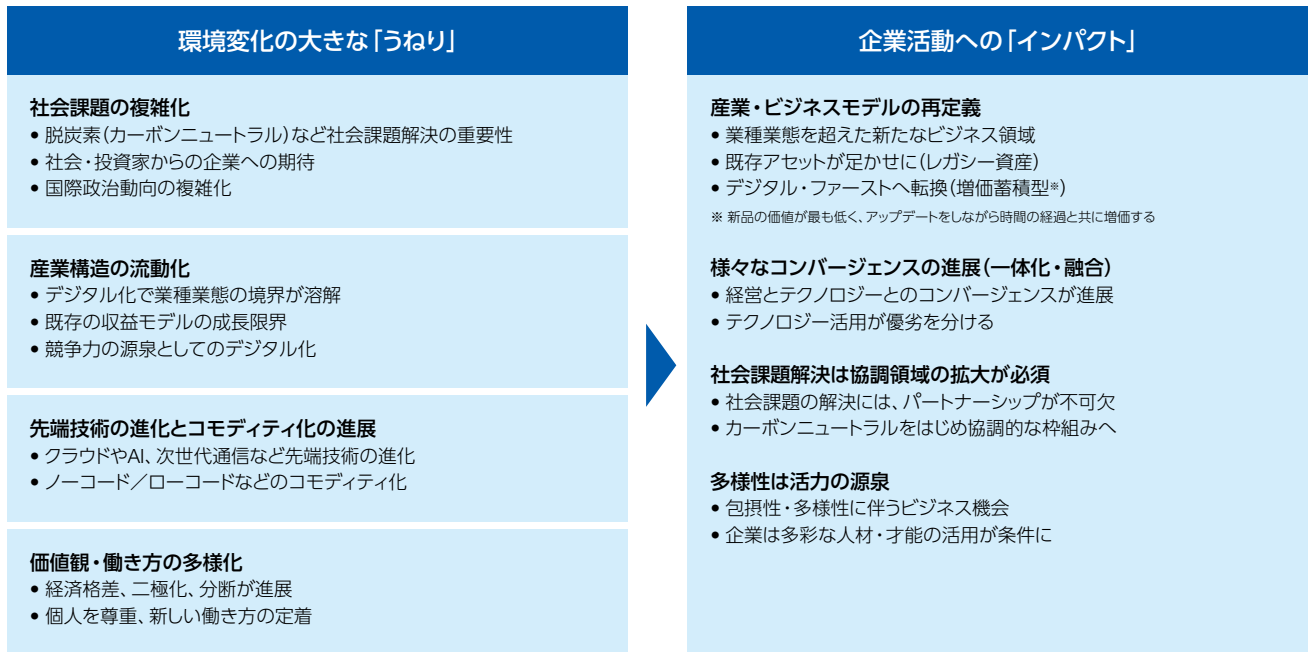 環境変化の大きな「うねり」
社会課題の複雑化
• 脱炭素（カーボンニュートラル）など社会課題解決の重要性
• 社会・投資家からの企業への期待
• 国際政治動向の複雑化
産業構造の流動化
• デジタル化で業種業態の境界が溶解
• 既存の収益モデルの成長限界
• 競争力の源泉としてのデジタル化
先端技術の進化とコモディティ化の進展
• クラウドやAI、次世代通信など先端技術の進化
• ノーコード／ローコードなどのコモディティ化
価値観・働き方の多様化
• 経済格差、二極化、分断が進展
• 個人を尊重、新しい働き方の定着
企業活動への「インパクト」
産業・ビジネスモデルの再定義
• 業種業態を超えた新たなビジネス領域
• 既存アセットが足かせに（レガシー資産）
• デジタル・ファーストへ転換（増価蓄積型※）
※ 新品の価値が最も低く、アップデートをしながら時間の経過と共に増価する
様々なコンバージェンスの進展（一体化・融合）
• 経営とテクノロジーとのコンバージェンスが進展
• テクノロジー活用が優劣を分ける
社会課題解決は協調領域の拡大が必須
• 社会課題の解決には、パートナーシップが不可欠
• カーボンニュートラルをはじめ協調的な枠組みへ
多様性は活力の源泉
• 包摂性・多様性に伴うビジネス機会
• 企業は多彩な人材・才能の活用が条件に